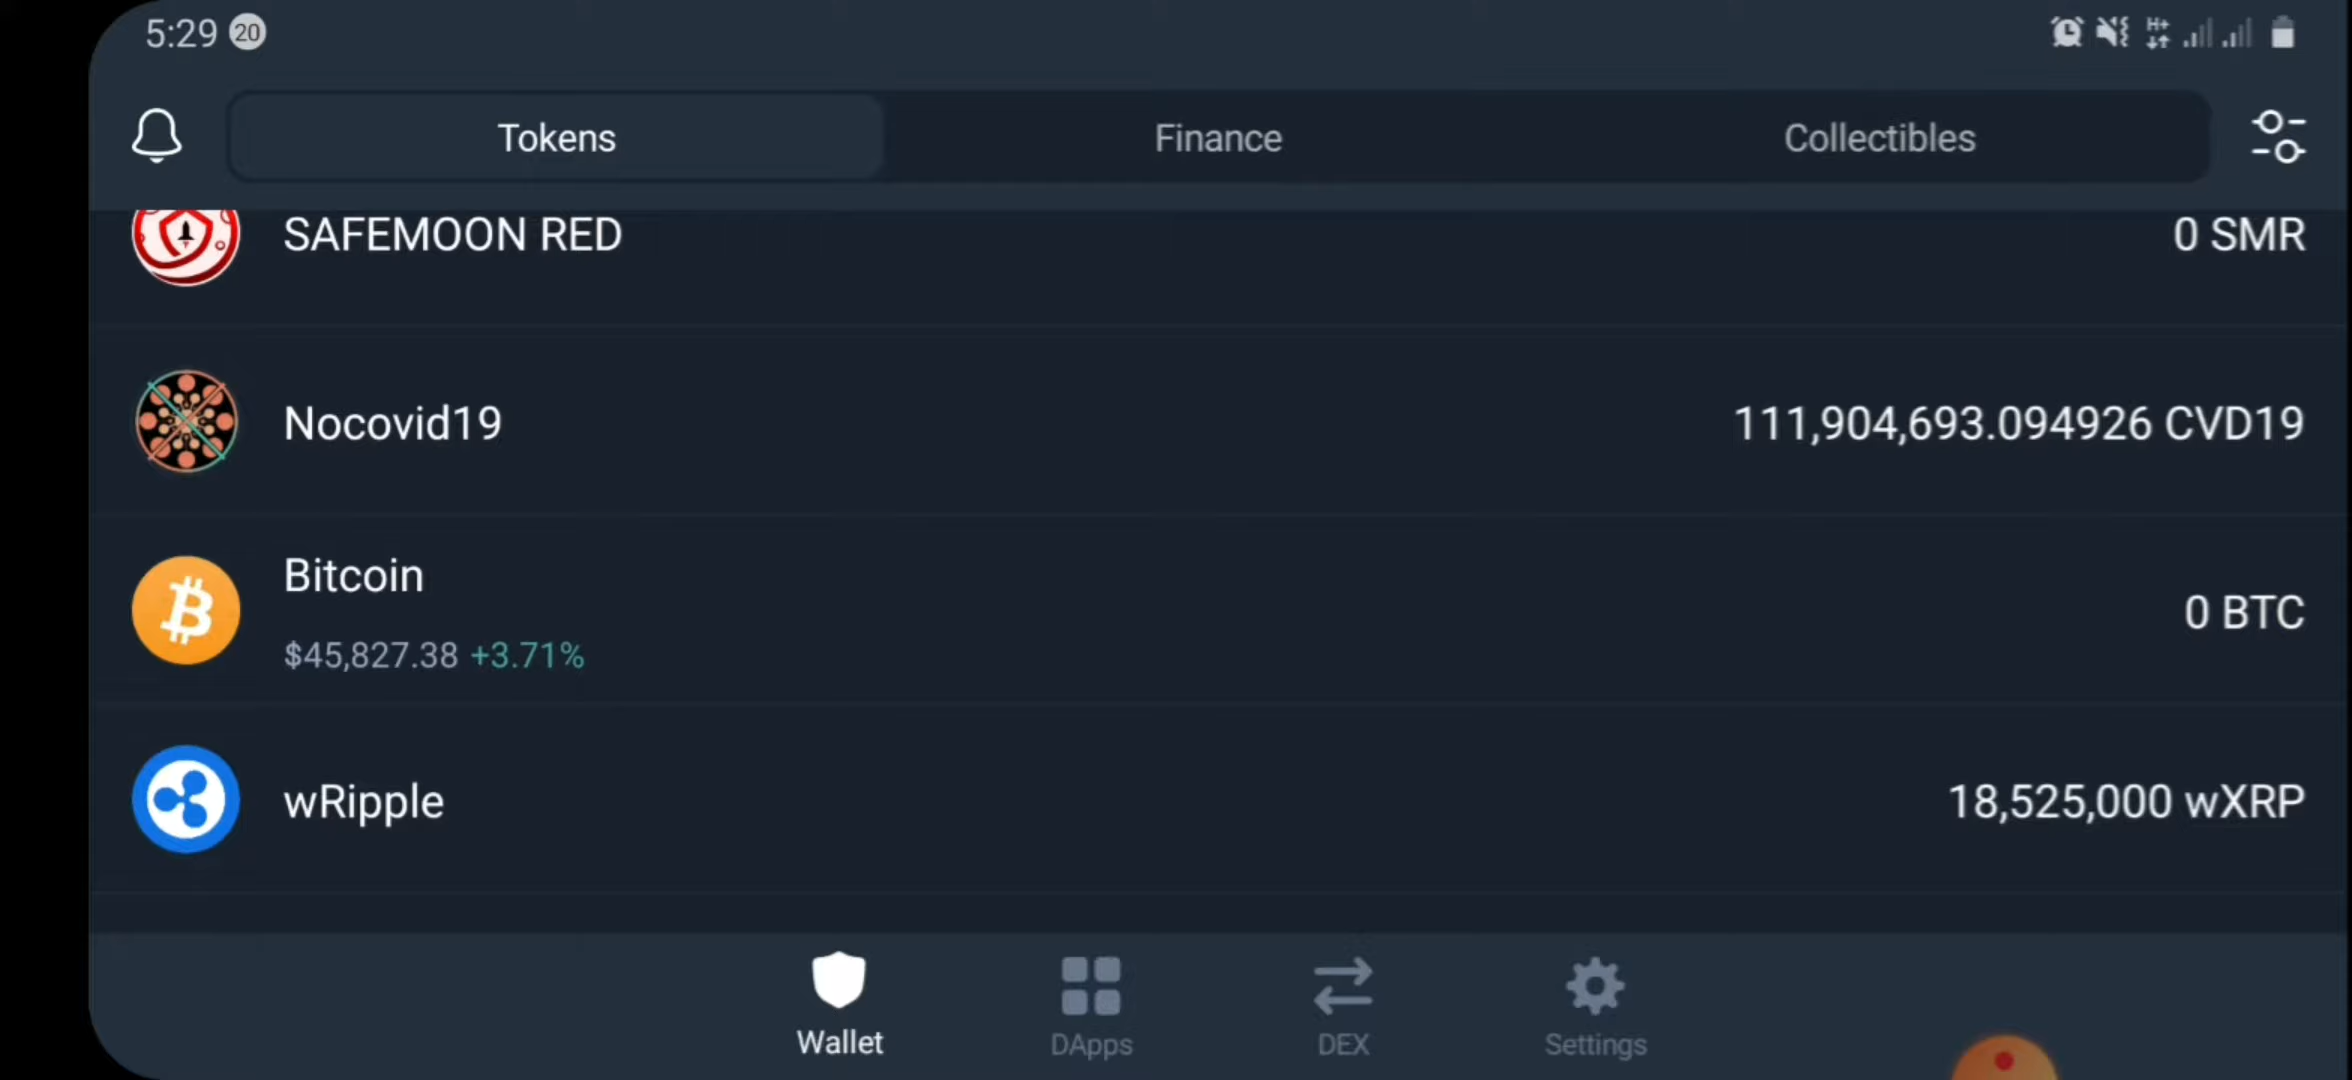 5:29 20
H+
Tokens Finance Collectibles
SAFEMOON RED 0 SMR
Nocovid19 111,904,693.094926 CVD19
Bitcoin
$45,827.38 +3.71%
0 BTC
wRipple 18,525,000 wXRP
Wallet DApps DEX Settings